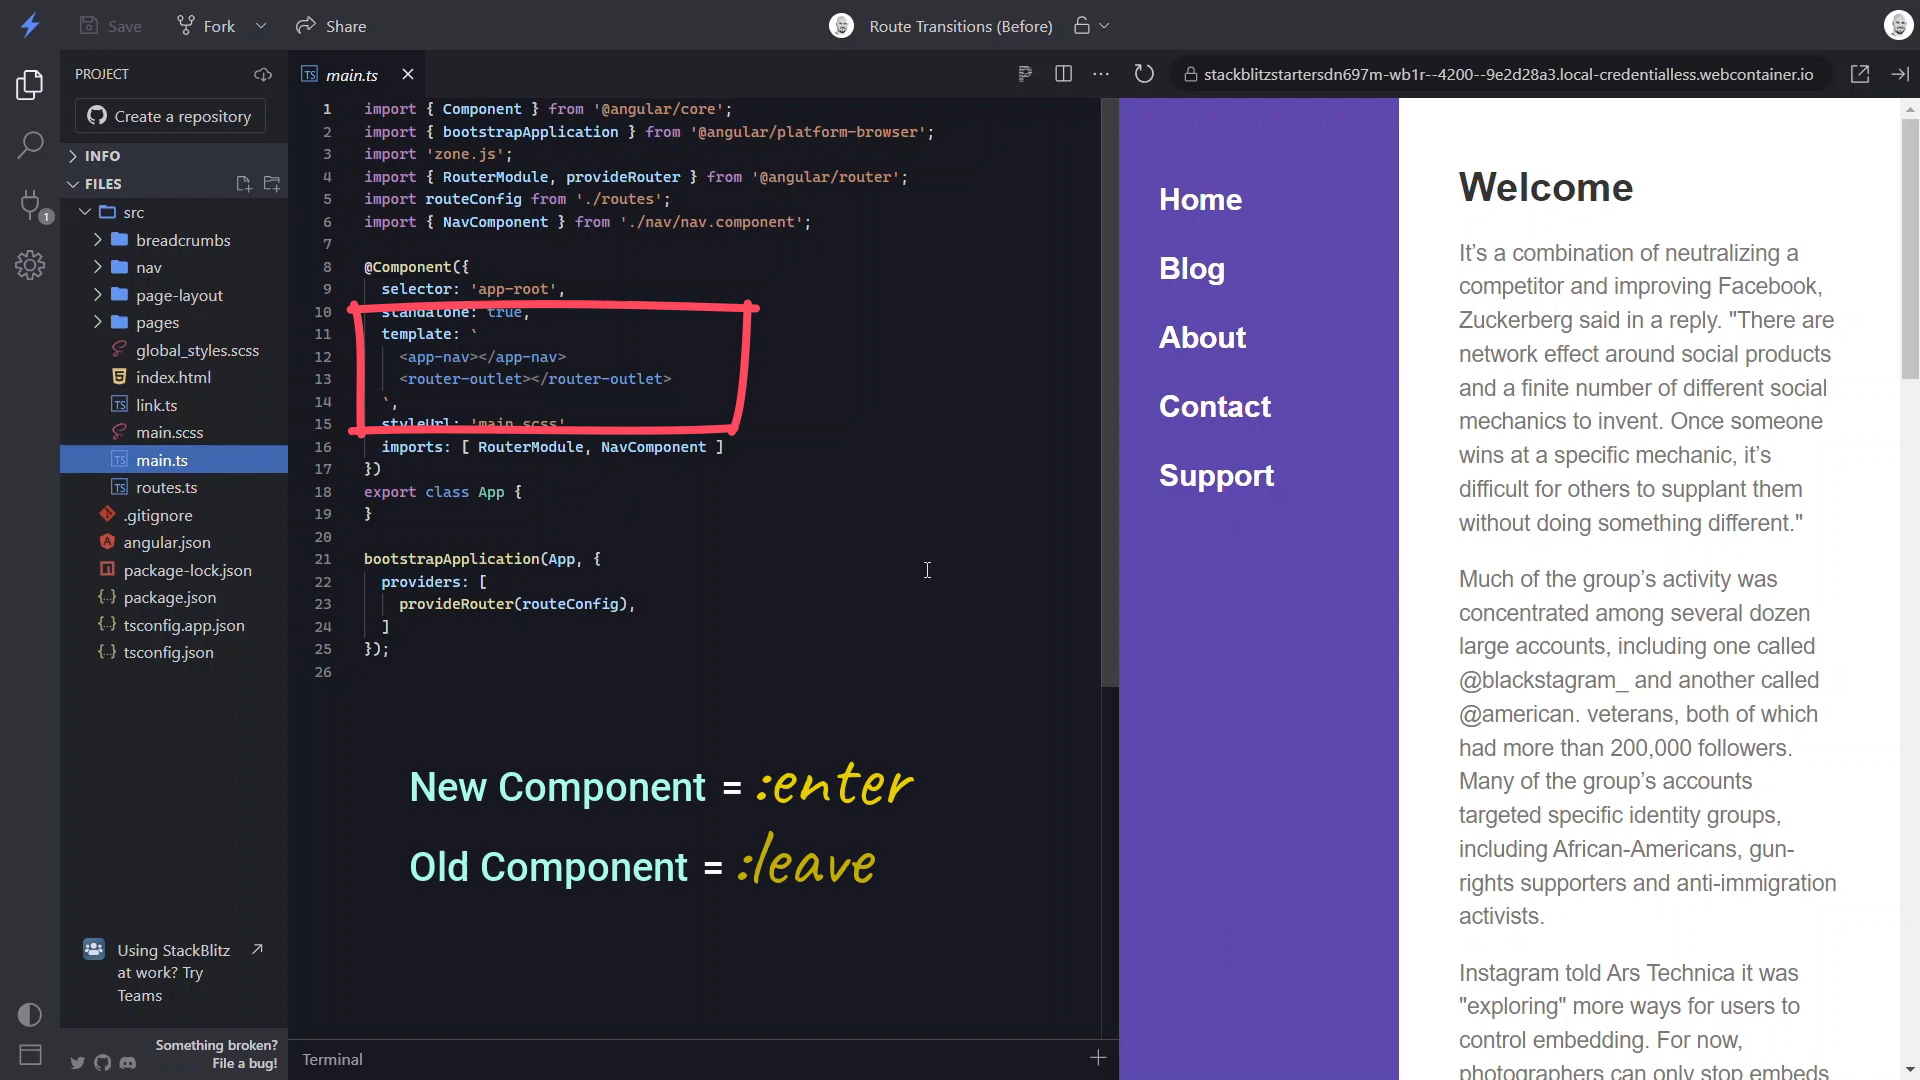 Save
Fork
Share
Route Transitions (Before)
PROJECT
Create a repository
INFO
FILES
src
breadcrumbs
nav
page-layout
pages
global_styles.scss
index.html
link.ts
main.scss
main.ts
routes.ts
.gitignore
angular.json
package-lock.json
package.json
tsconfig.app.json
tsconfig.json
1
Using StackBlitz
at work? Try
Teams
Something broken?
File a bug!
TS main.ts
stackblitzstartersdn697m-wb1r--4200--9e2d28a3.local-credentialless.webcontainer.io
1 import { Component } from '@angular/core';
2 import { bootstrapApplication } from '@angular/platform-browser';
3 import 'zone.js';
4 import { RouterModule, provideRouter } from '@angular/router';
5 import routeConfig from './routes';
6 import { NavComponent } from './nav/nav.component';
7
8 @Component({
9 selector: 'app-root',
10 standalone: true,
11 template: `
12 <app-nav></app-nav>
13 <router-outlet></router-outlet>
14 `,
15 styleUrl: 'main.scss'
16 imports: [ RouterModule, NavComponent ]
17 })
18 export class App {
19 }
20
21 bootstrapApplication(App, {
22 providers: [
23 provideRouter(routeConfig),
24 ]
25 });
26
New Component = :enter
Old Component = :leave
Terminal
Home
Blog
About
Contact
Support
Welcome
It’s a combination of neutralizing a
competitor and improving Facebook,
Zuckerberg said in a reply. "There are
network effect around social products
and a finite number of different social
mechanics to invent. Once someone
wins at a specific mechanic, it’s
difficult for others to supplant them
without doing something different."
Much of the group’s activity was
concentrated among several dozen
large accounts, including one called
@blackstagram_ and another called
@american. veterans, both of which
had more than 200,000 followers.
Many of the group’s accounts
targeted specific identity groups,
including African-Americans, gun-
rights supporters and anti-immigration
activists.
Instagram told Ars Technica it was
"exploring" more ways for users to
control embedding. For now,
photographers can only stop embeds